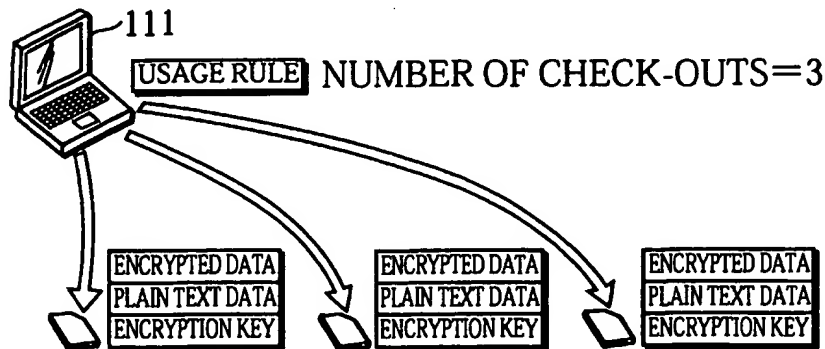 111
USAGE RULE NUMBER OF CHECK-OUTS=3
ENCRYPTED DATA ENCRYPTED DATA ENCRYPTED DATA
PLAIN TEXT DATA PLAIN TEXT DATA PLAIN TEXT DATA
ENCRYPTION KEY ENCRYPTION KEY ENCRYPTION KEY